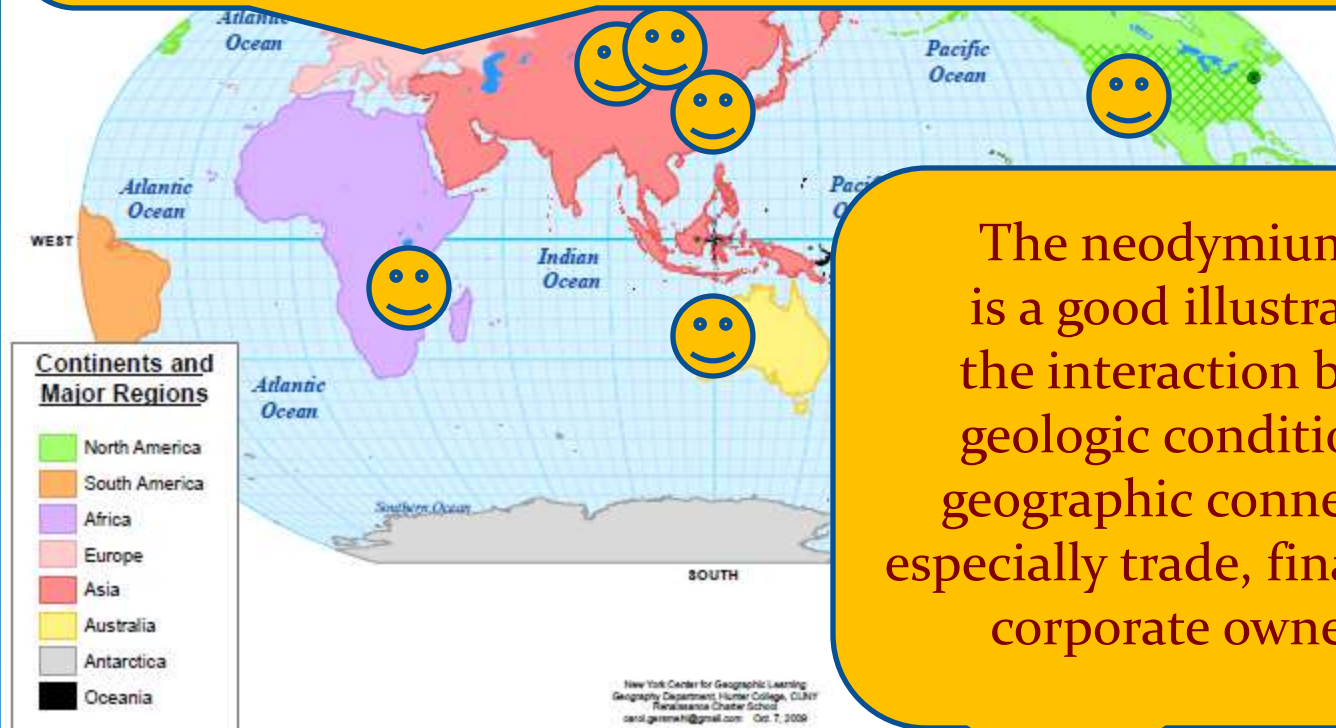 Atlantic
Ocean
Pacific
Ocean
Atlantic
Ocean
WEST
Indian
Ocean
Atlantic
Ocean
Southern Ocean
SOUTH
Continents and
Major Regions
North America
South America
Africa
Europe
Asia
Australia
Antarctica
Oceania
New York Center for Geographic Learning
Geography Department, Hunter College, CUNY
Renaissance Charter School
Oct. 7, 2009
The neodymium
is a good illustra
the interaction b
geologic conditio
geographic conne
especially trade, fina
corporate owne